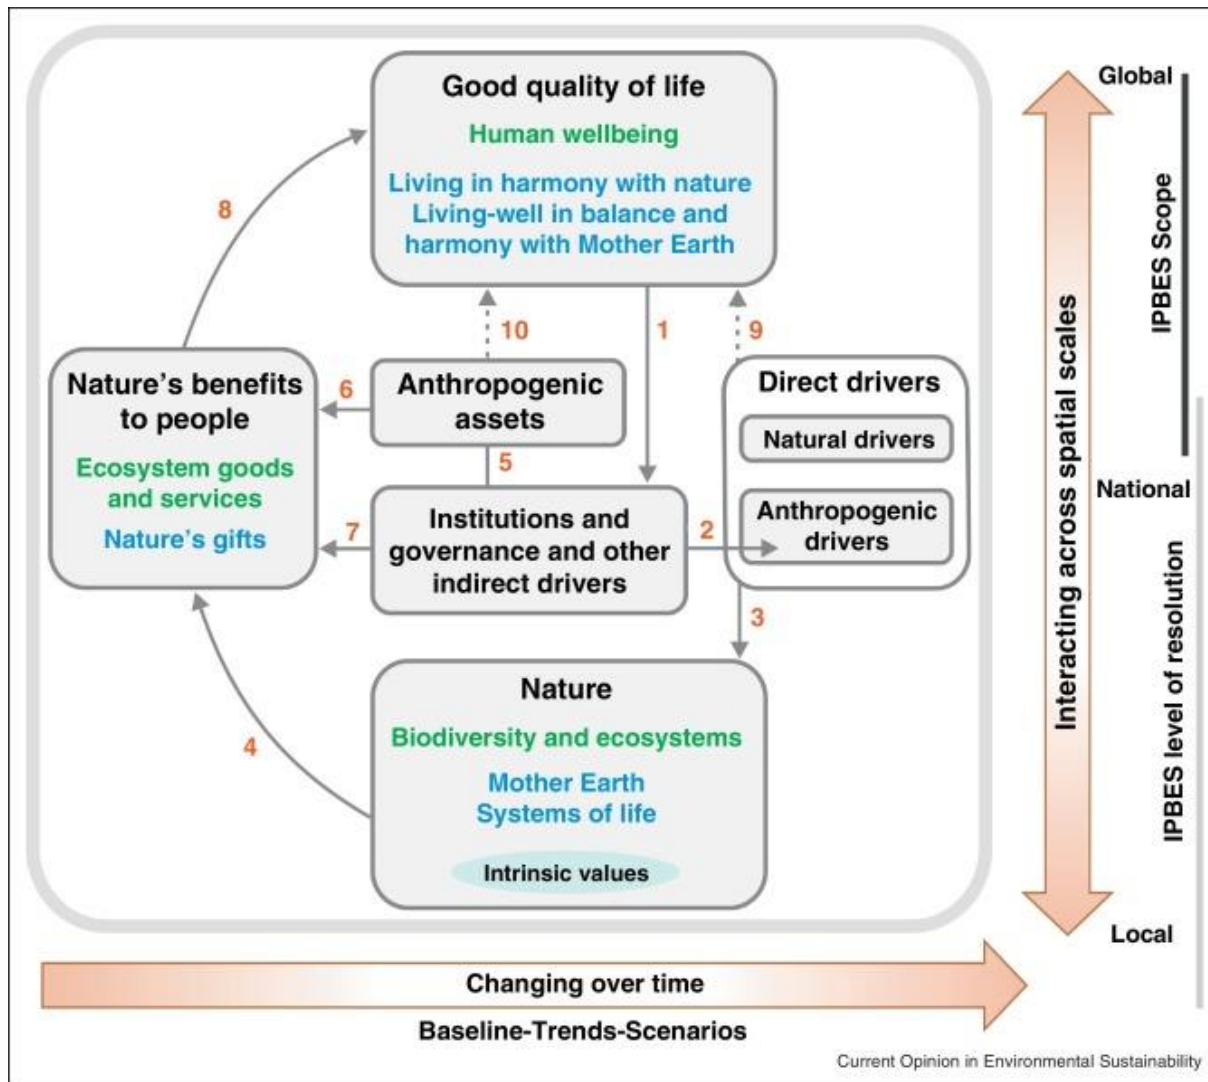 Good quality of life
Human wellbeing
Living in harmony with nature
Living-well in balance and
harmony with Mother Earth
8
10
1
9
Nature's benefits
to people
Ecosystem goods
and services
Nature's gifts
6
Anthropogenic
assets
5
7
Institutions and
governance and other
indirect drivers
2
Direct drivers
Natural drivers
Anthropogenic
drivers
3
4
Nature
Biodiversity and ecosystems
Mother Earth
Systems of life
Intrinsic values
Interacting across spatial scales
Global
IPBES Scope
National
IPBES level of resolution
Local
Changing over time
Baseline-Trends-Scenarios
Current Opinion in Environmental Sustainability